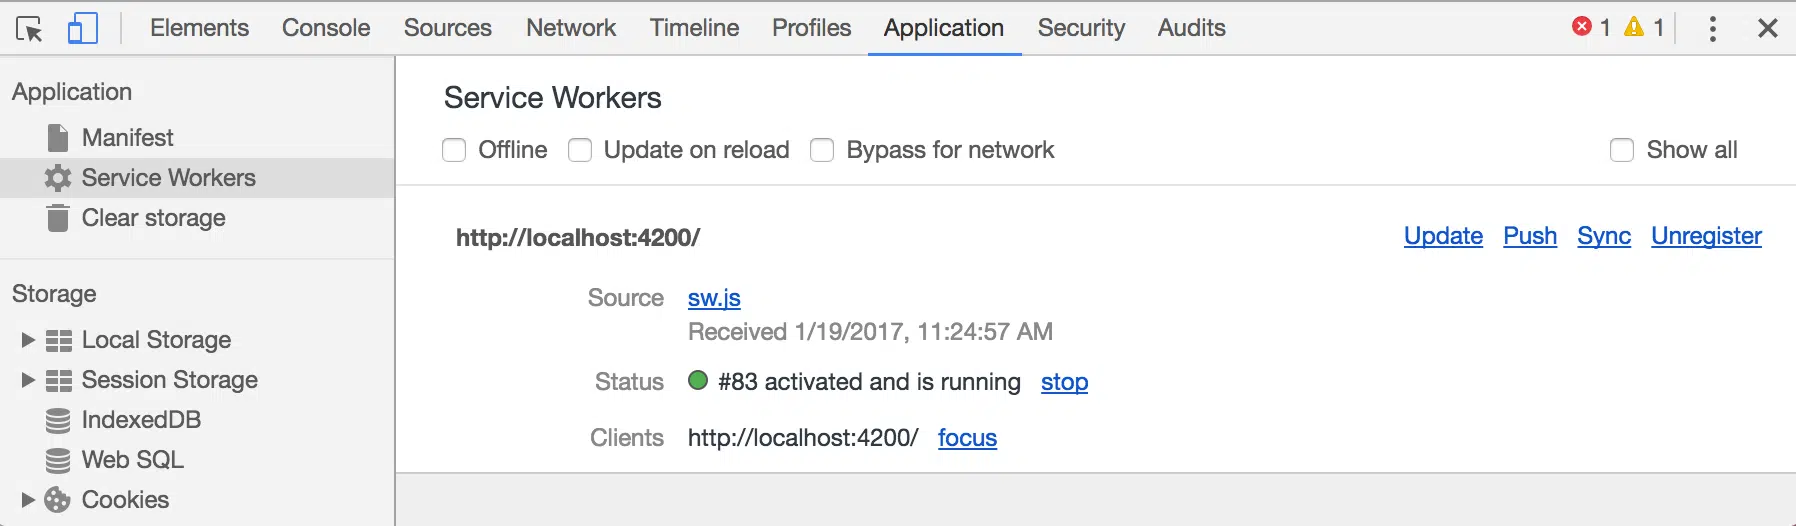 Elements Console Sources Network Timeline Profiles Application Security Audits 1 1
Application
Manifest
Service Workers
Clear storage
Storage
Local Storage
Session Storage
IndexedDB
Web SQL
Cookies
Service Workers
Offline Update on reload Bypass for network Show all
http://localhost:4200/ Update Push Sync Unregister
Source sw.js
Received 1/19/2017, 11:24:57 AM
Status #83 activated and is running stop
Clients http://localhost:4200/ focus